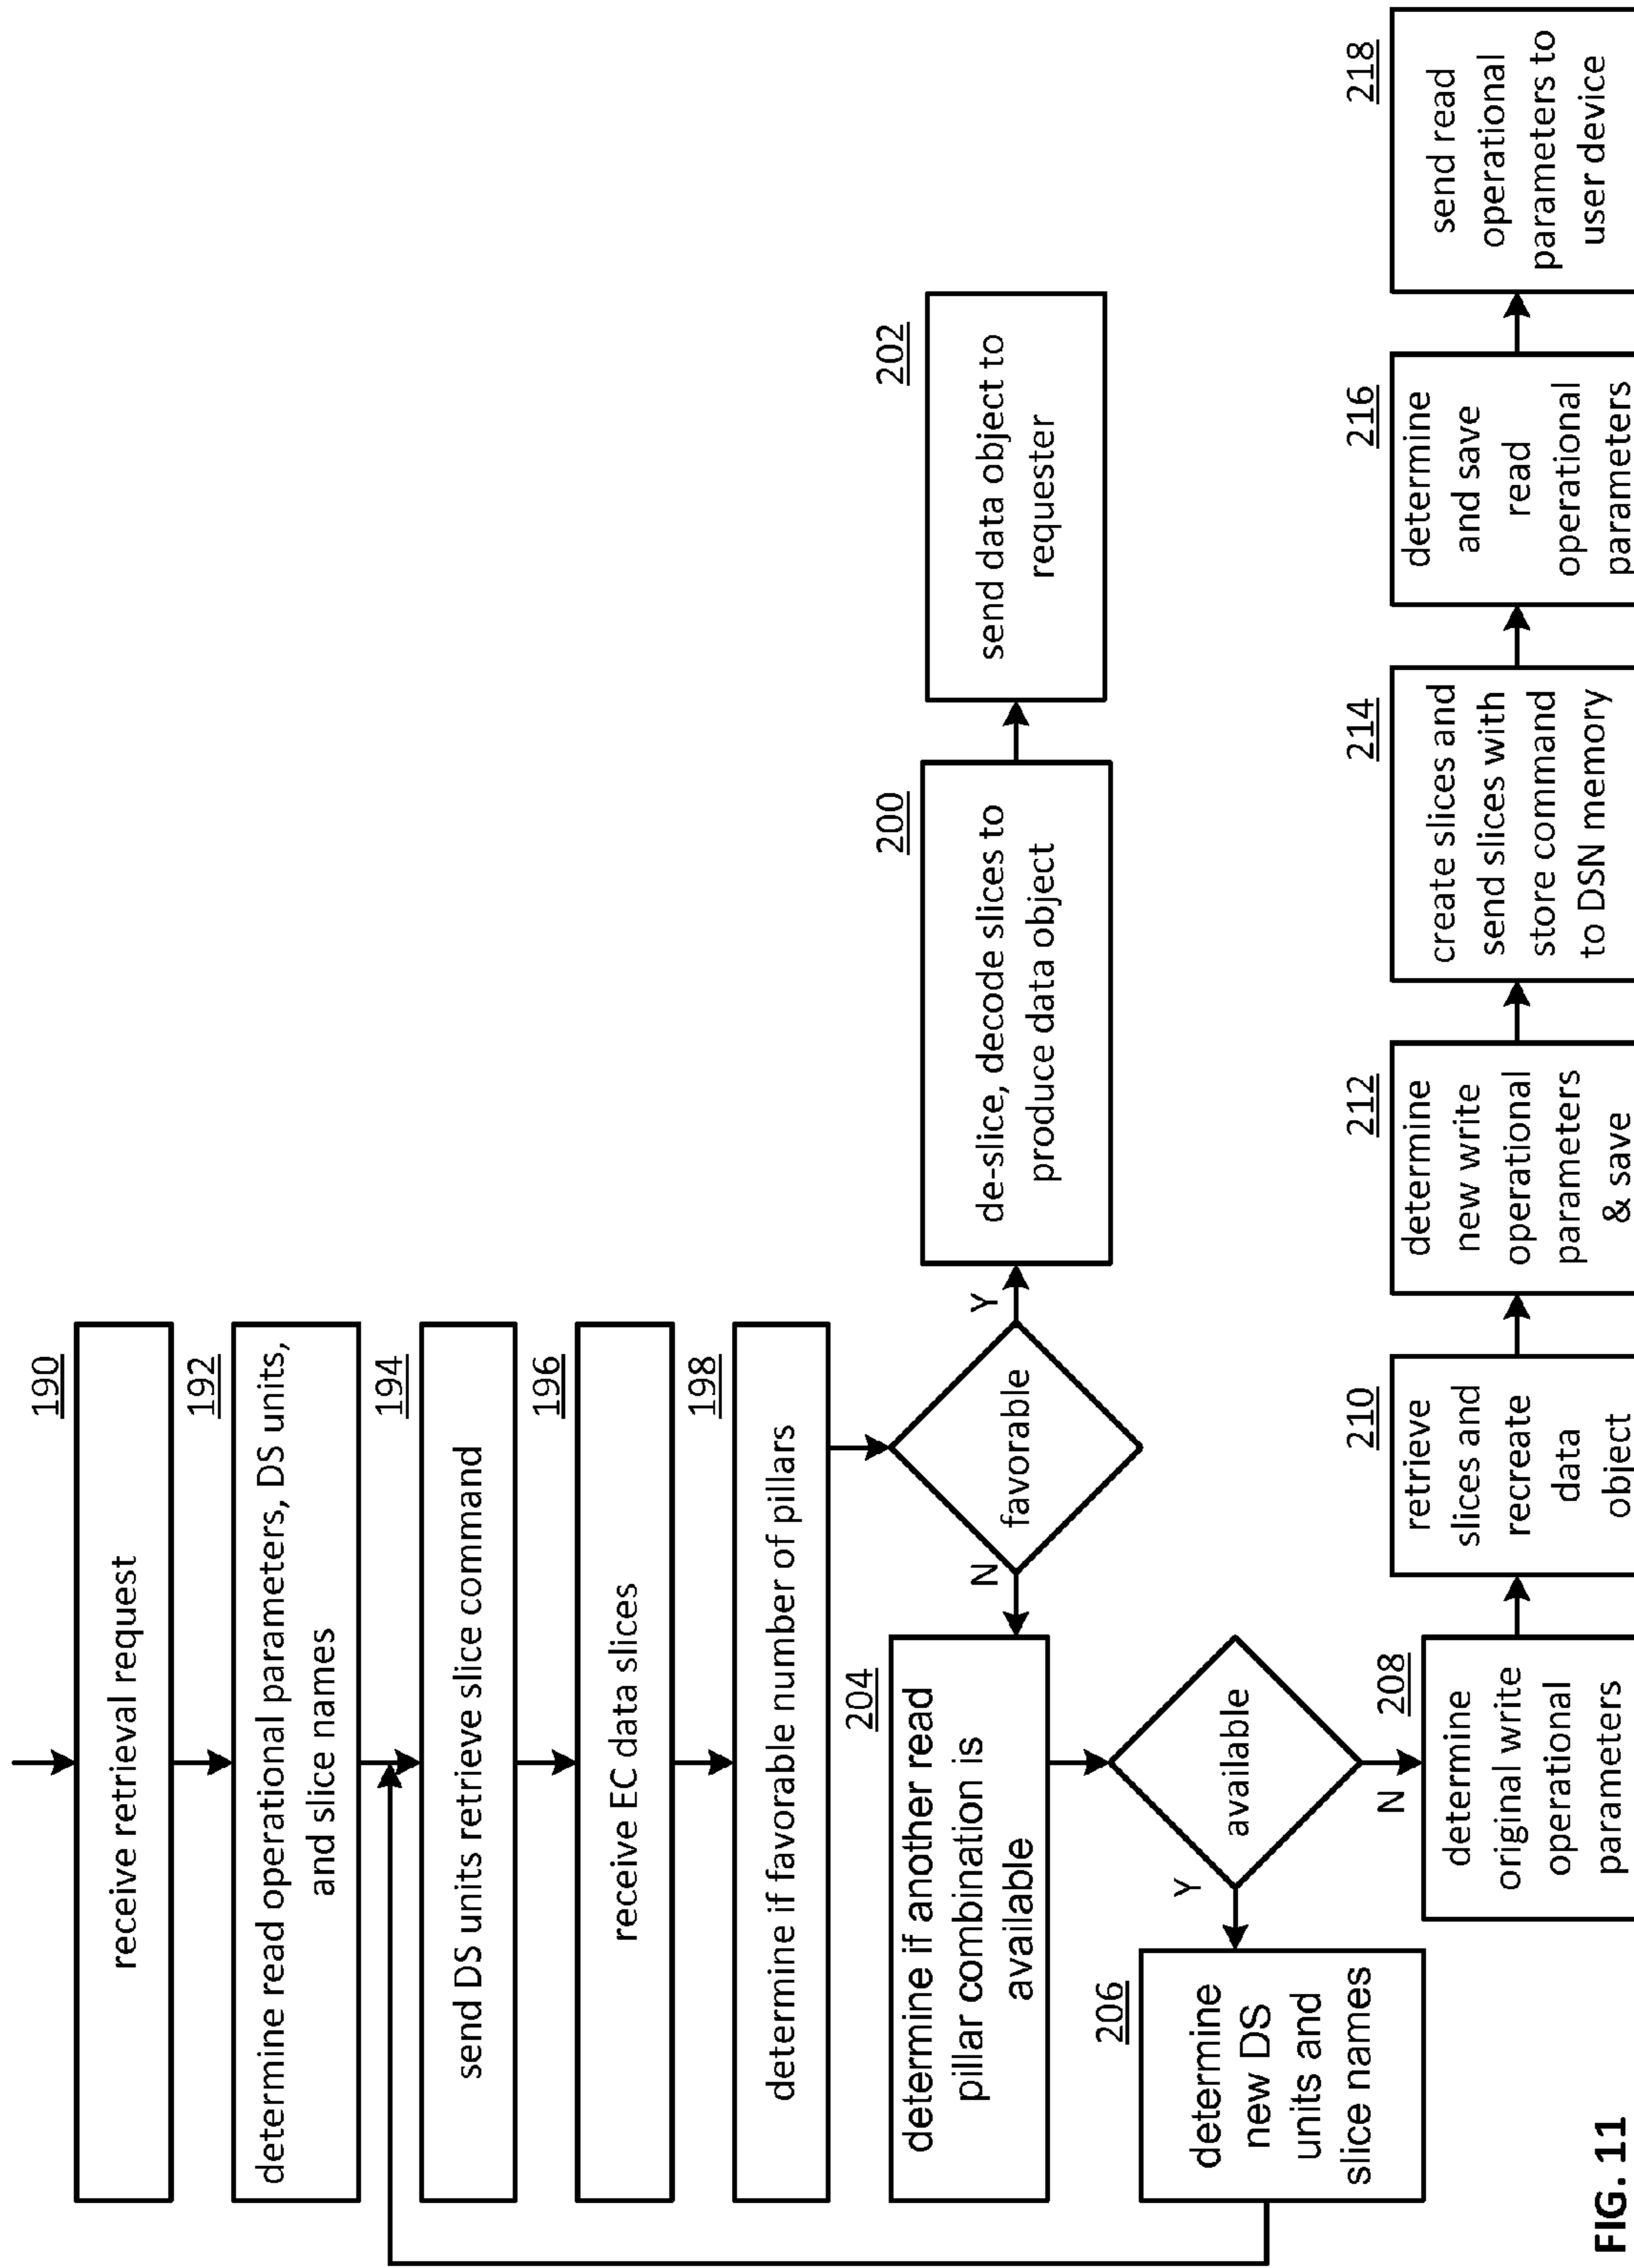 190
receive retrieval request
192
determine read operational parameters, DS units,
and slice names
194
send DS units retrieve slice command
196
receive EC data slices
198
determine if favorable number of pillars
favorable
Y
N
200
de-slice, decode slices to
produce data object
202
send data object to
requester
204
determine if another read
pillar combination is
available
available
Y
N
206
determine
new DS
units and
slice names
208
determine
original write
operational
parameters
210
retrieve
slices and
recreate
data
object
212
determine
new write
operational
parameters
& save
214
create slices and
send slices with
store command
to DSN memory
216
determine
and save
read
operational
parameters
218
send read
operational
parameters to
user device
FIG. 11